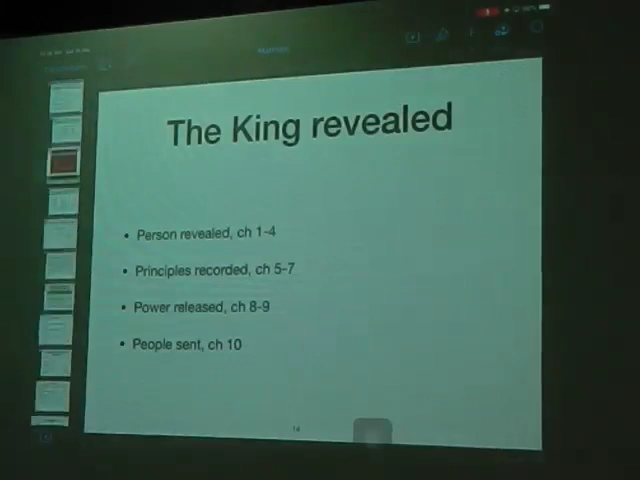 The King revealed
• Person revealed, ch 1-4
• Principles recorded, ch 5-7
• Power released, ch 8-9
• People sent, ch 10
14